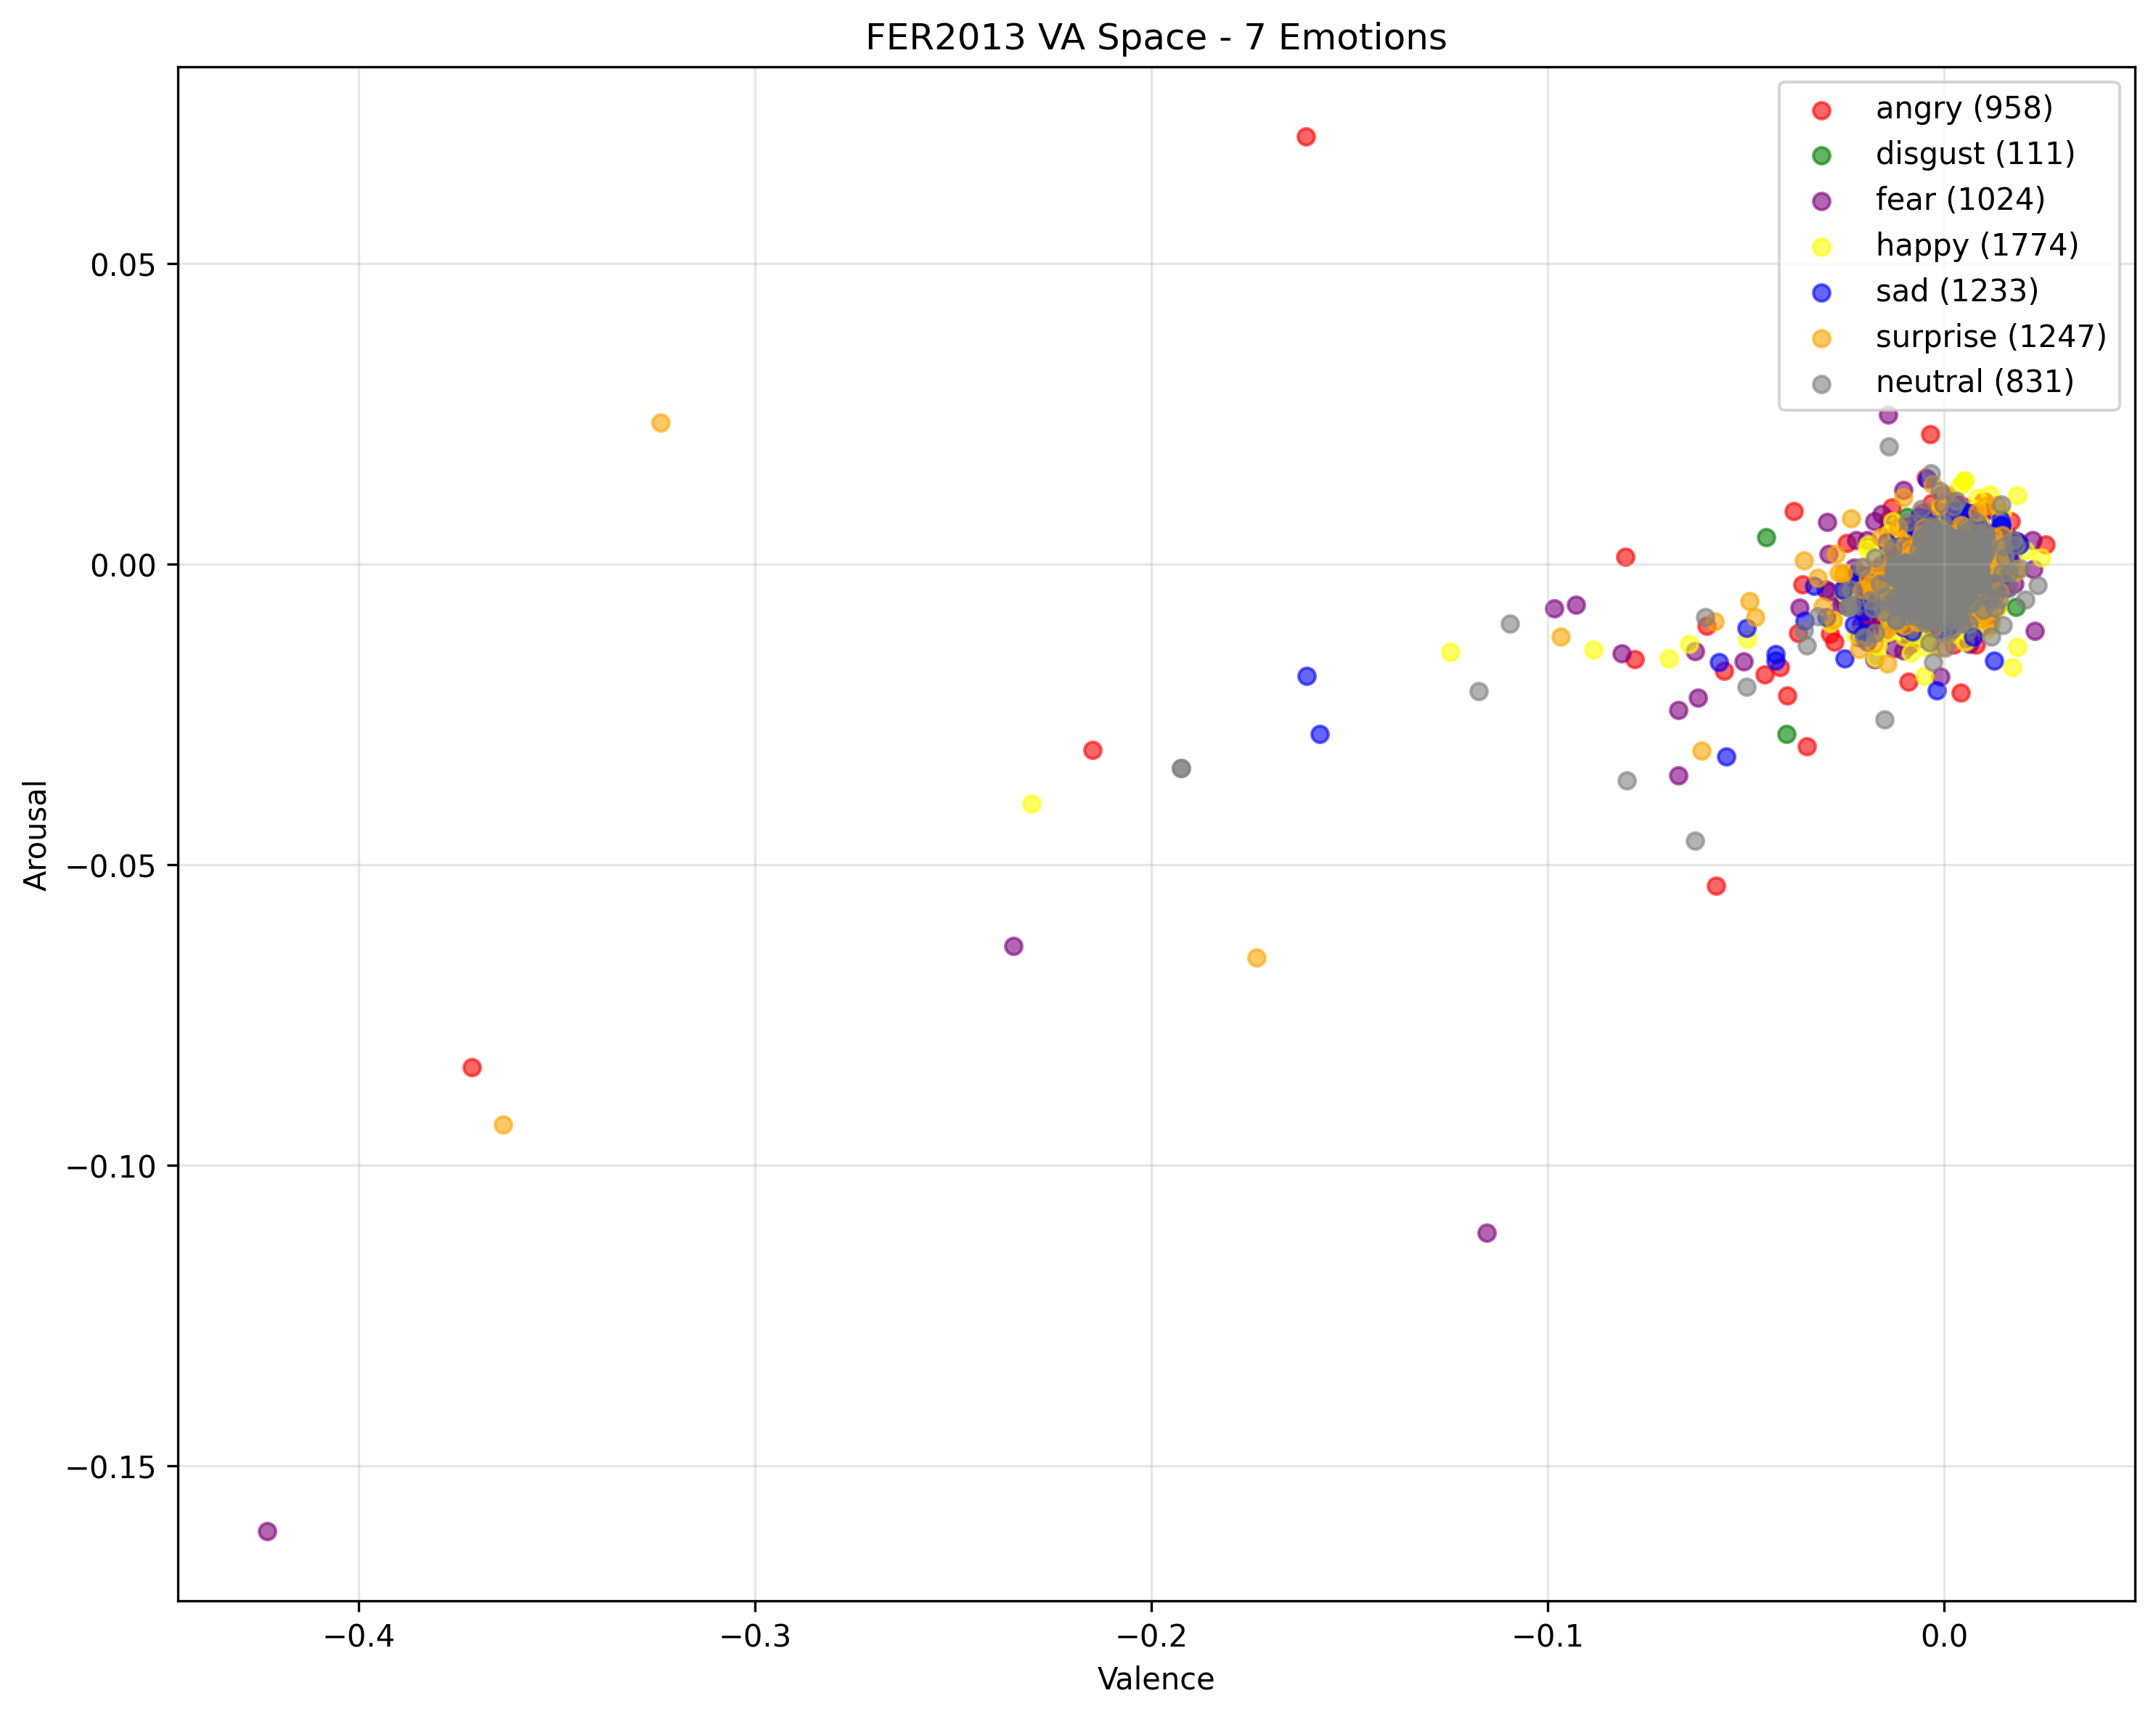 FER2013 VA Space - 7 Emotions
angry (958)
disgust (111)
fear (1024)
happy (1774)
sad (1233)
surprise (1247)
neutral (831)
0.05
0.00
−0.05
−0.10
−0.15
Arousal
−0.4
−0.3
−0.2
−0.1
0.0
Valence